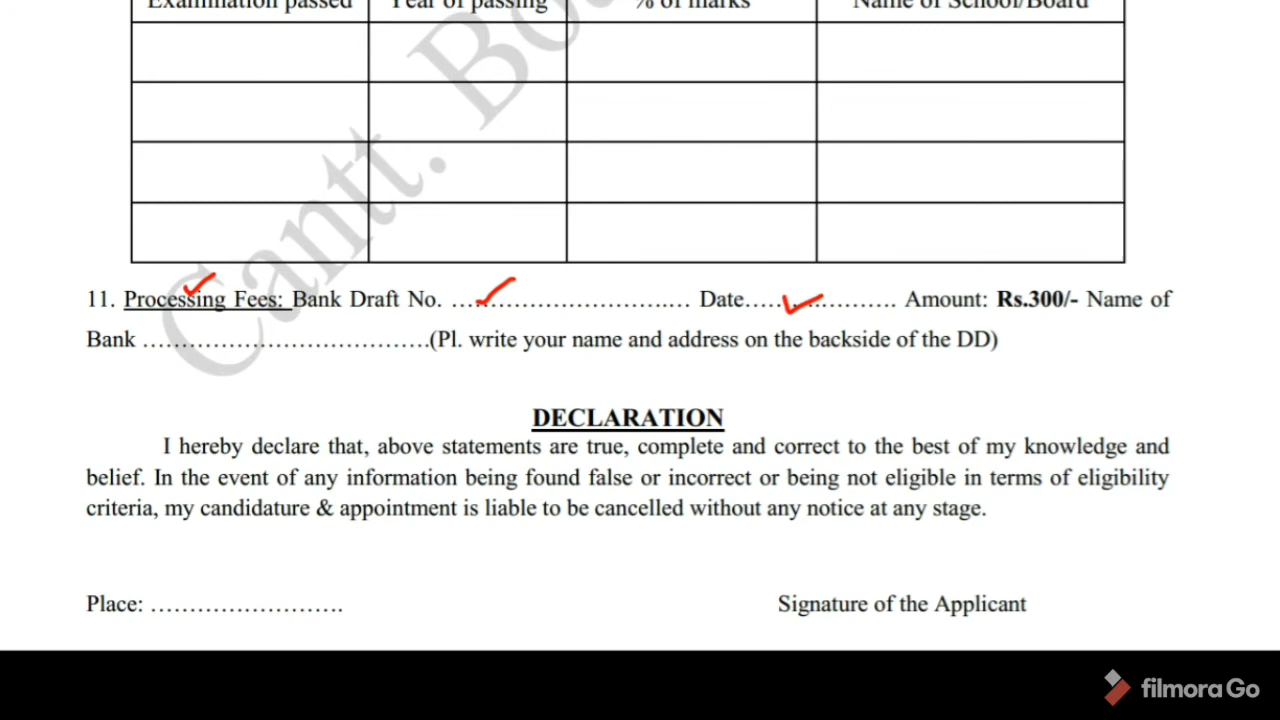 Examination passed Year of passing % of marks Name of School/Board
Cantt. Bo
11. Processing Fees: Bank Draft No. ………………………….… Date………………. Amount: Rs.300/- Name of
Bank ……………………………….(Pl. write your name and address on the backside of the DD)
DECLARATION
I hereby declare that, above statements are true, complete and correct to the best of my knowledge and
belief. In the event of any information being found false or incorrect or being not eligible in terms of eligibility
criteria, my candidature & appointment is liable to be cancelled without any notice at any stage.
Place: ……………………. Signature of the Applicant
filmora Go